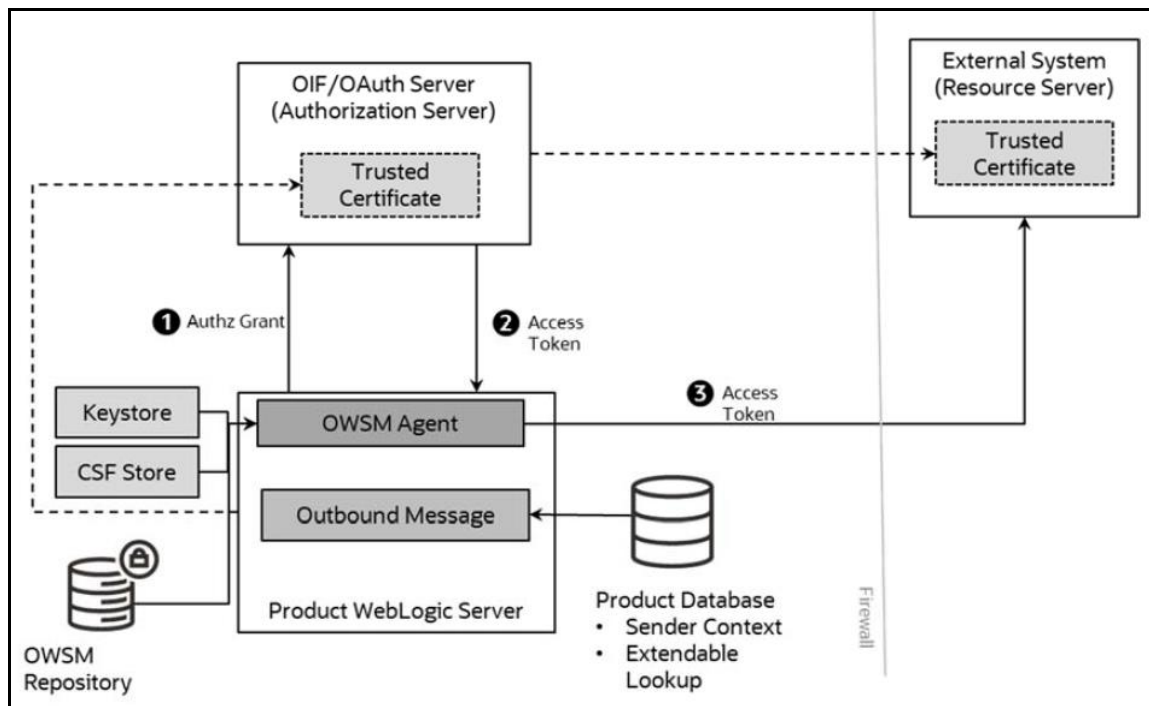 OIF/OAuth Server
(Authorization Server)
Trusted
Certificate
External System
(Resource Server)
Trusted
Certificate
1 Authz Grant
2 Access
Token
3 Access
Token
Keystore
CSF Store
OWSM Agent
Outbound Message
Product WebLogic Server
OWSM
Repository
Product Database
• Sender Context
• Extendable
Lookup
Firewall